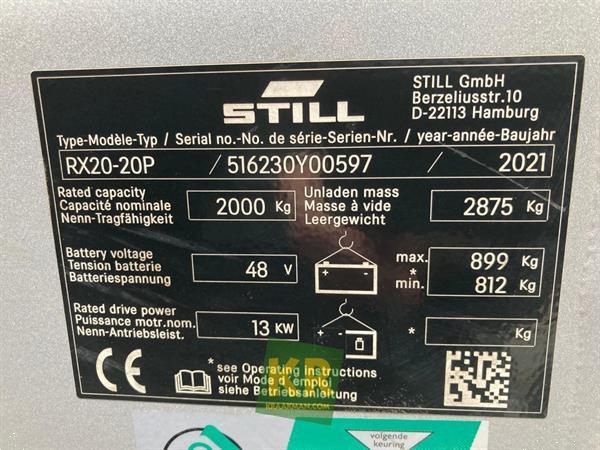 STILL
STILL GmbH
Berzeliusstr.10
D-22113 Hamburg
Type-Modèle-Typ / Serial no.-No. de série-Serien-Nr. / year-année-Baujahr
RX20-20P / 516230Y00597 / 2021
Rated capacity
Capacité nominale
Nenn-Tragfähigkeit
2000 Kg
Unladen mass
Masse à vide
Leergewicht
2875 Kg
Battery voltage
Tension batterie
Batteriespannung
48 V
max. 899 Kg
*
min. 812 Kg
Rated drive power
Puissance motr.nom.
Nenn-Antriebsleist.
13 KW
* Kg
CE
*see Operating instructions
voir Mode d'emploi
siehe Betriebsanleitung
KB
KRAAKMAN.COM
volgende
keuring